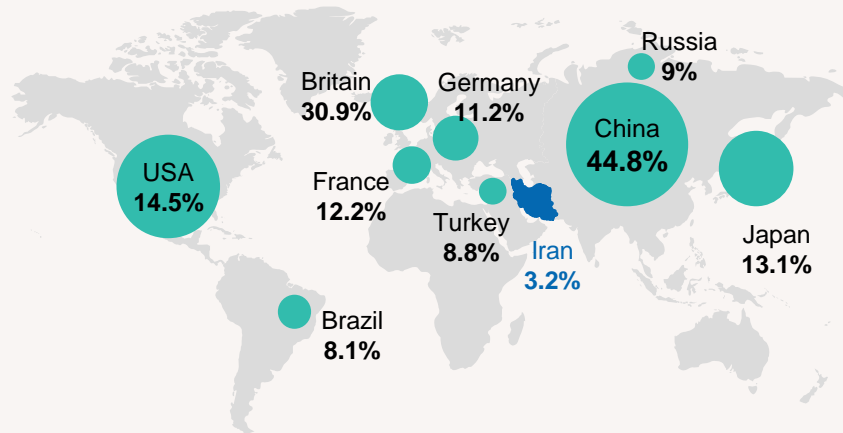 Russia
9%
Britain
30.9%
Germany
11.2%
China
44.8%
USA
14.5%
France
12.2%
Turkey
8.8%
Iran
3.2%
Japan
13.1%
Brazil
8.1%